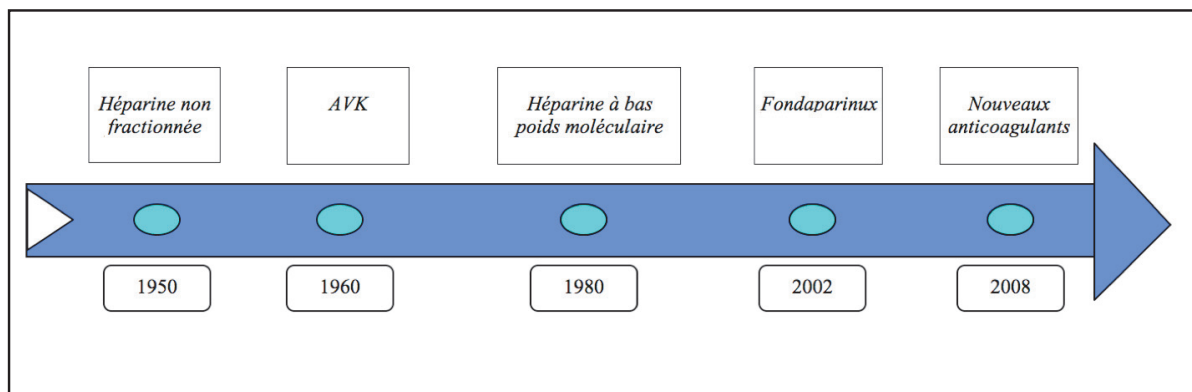 Héparine non
fractionnée
AVK
Héparine à bas
poids moléculaire
Fondaparinux
Nouveaux
anticoagulants
1950
1960
1980
2002
2008